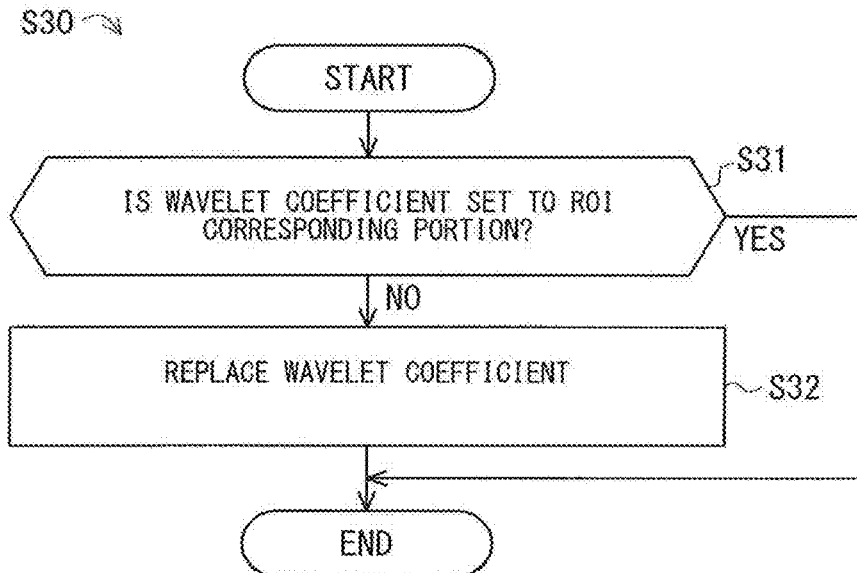 S30
START
S31
IS WAVELET COEFFICIENT SET TO ROI
CORRESPONDING PORTION?
YES
NO
REPLACE WAVELET COEFFICIENT
S32
END